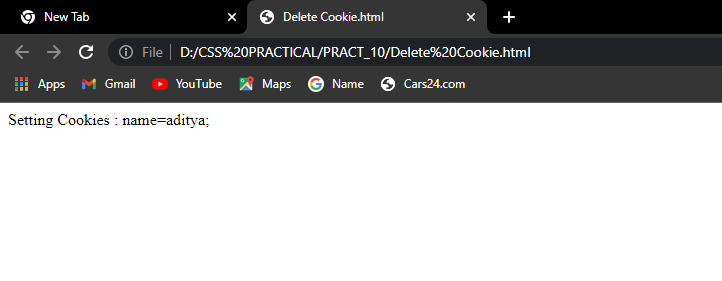 New Tab
Delete Cookie.html
File D:/CSS%20PRACTICAL/PRACT_10/Delete%20Cookie.html
Apps Gmail YouTube Maps Name Cars24.com
Setting Cookies : name=aditya;